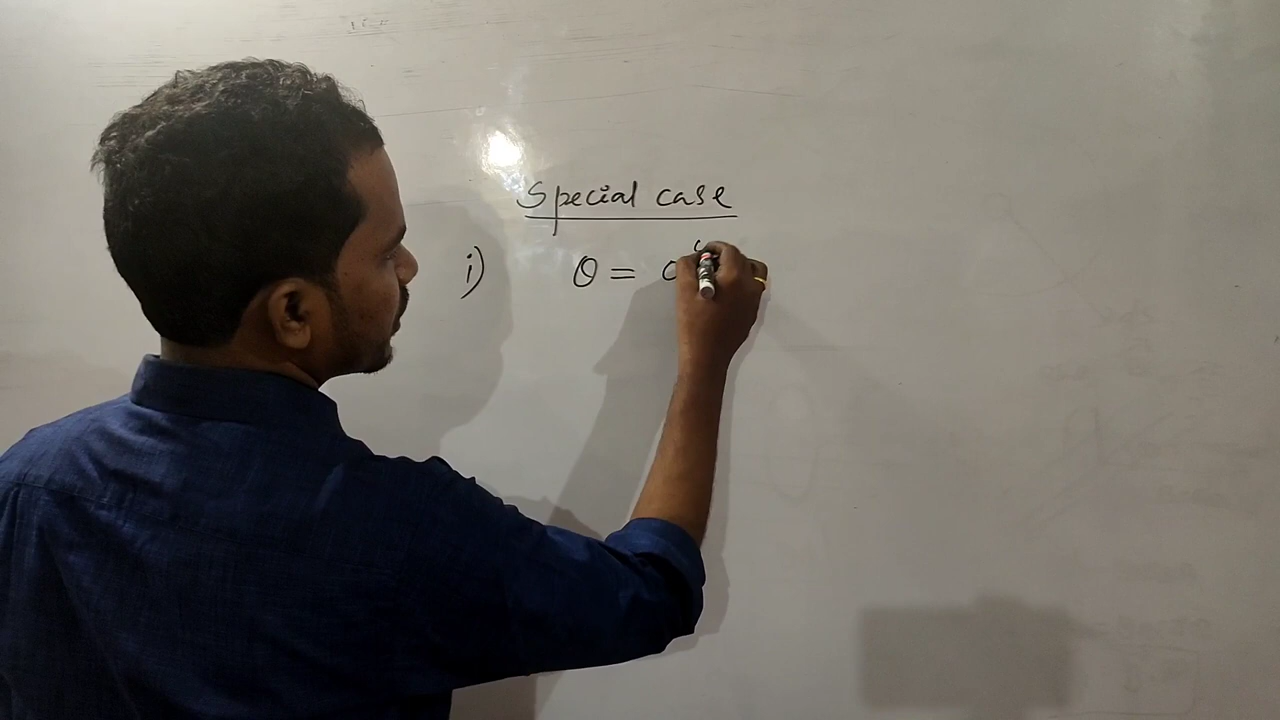 Special case
i) θ = 0°